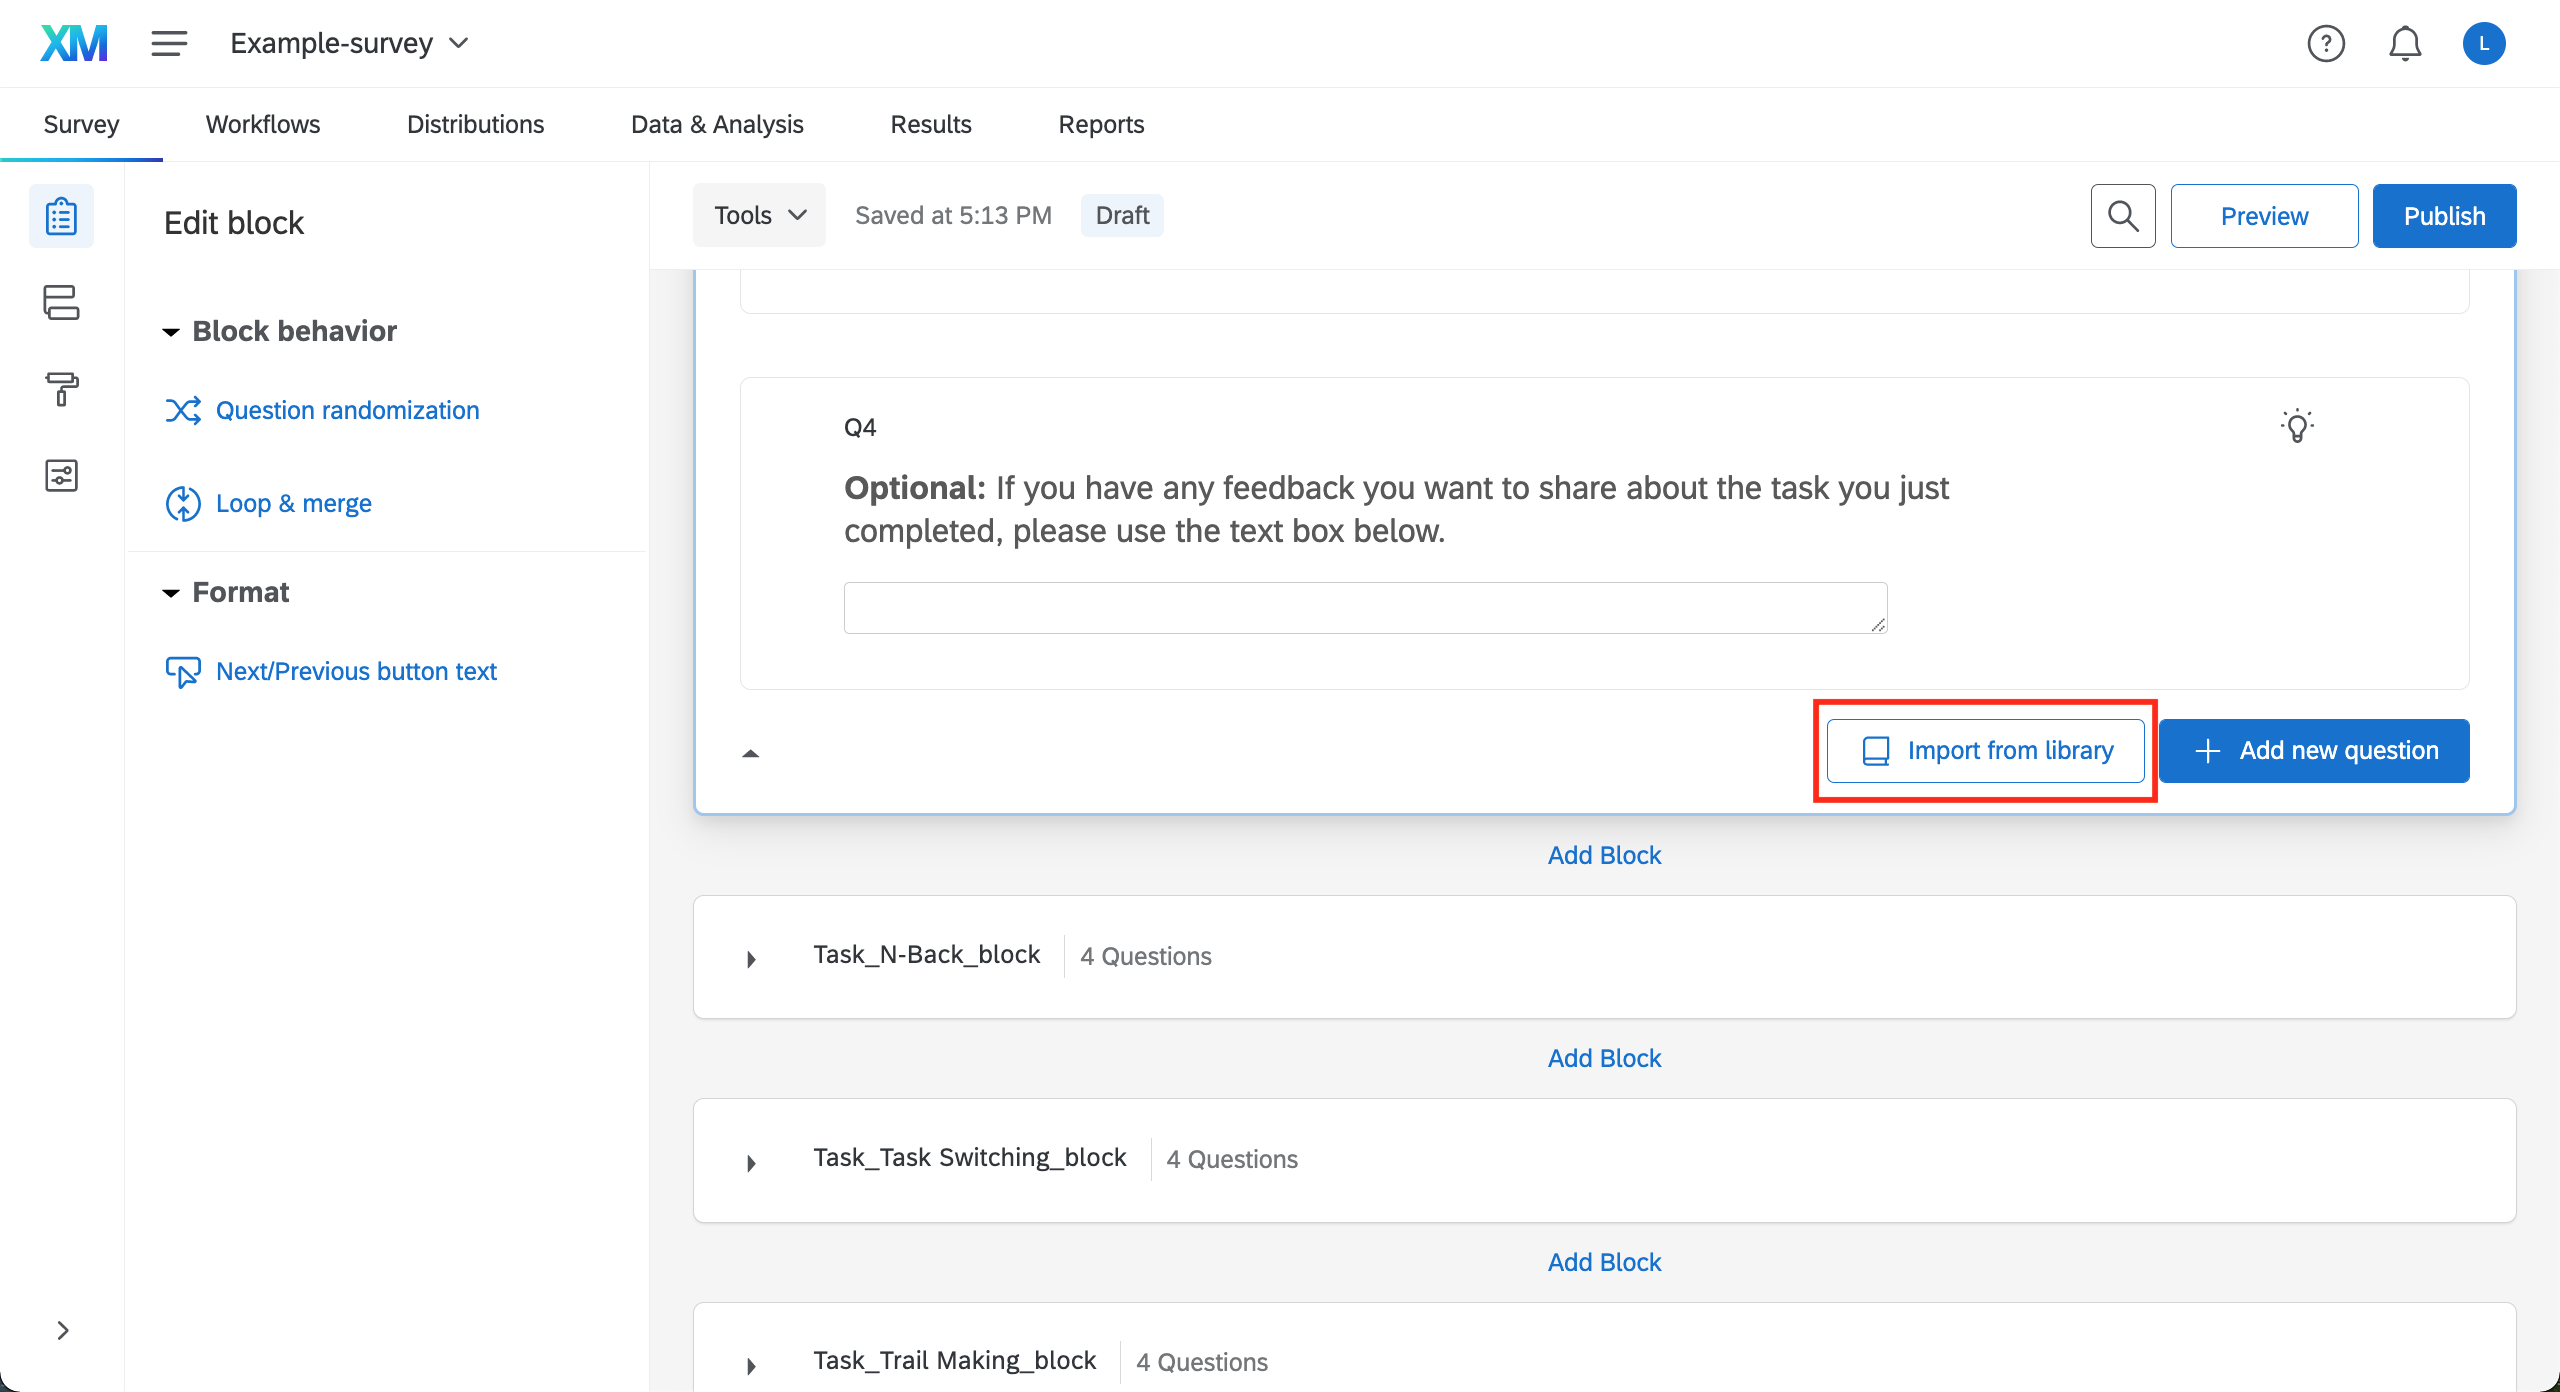 XM
Example-survey
?
L
Survey
Workflows
Distributions
Data & Analysis
Results
Reports
Edit block
Block behavior
Question randomization
Loop & merge
Format
Next/Previous button text
Tools
Saved at 5:13 PM
Draft
Preview
Publish
Q4
Optional: If you have any feedback you want to share about the task you just
completed, please use the text box below.
Import from library
Add new question
Add Block
Task_N-Back_block
4 Questions
Add Block
Task_Task Switching_block
4 Questions
Add Block
Task_Trail Making_block
4 Questions